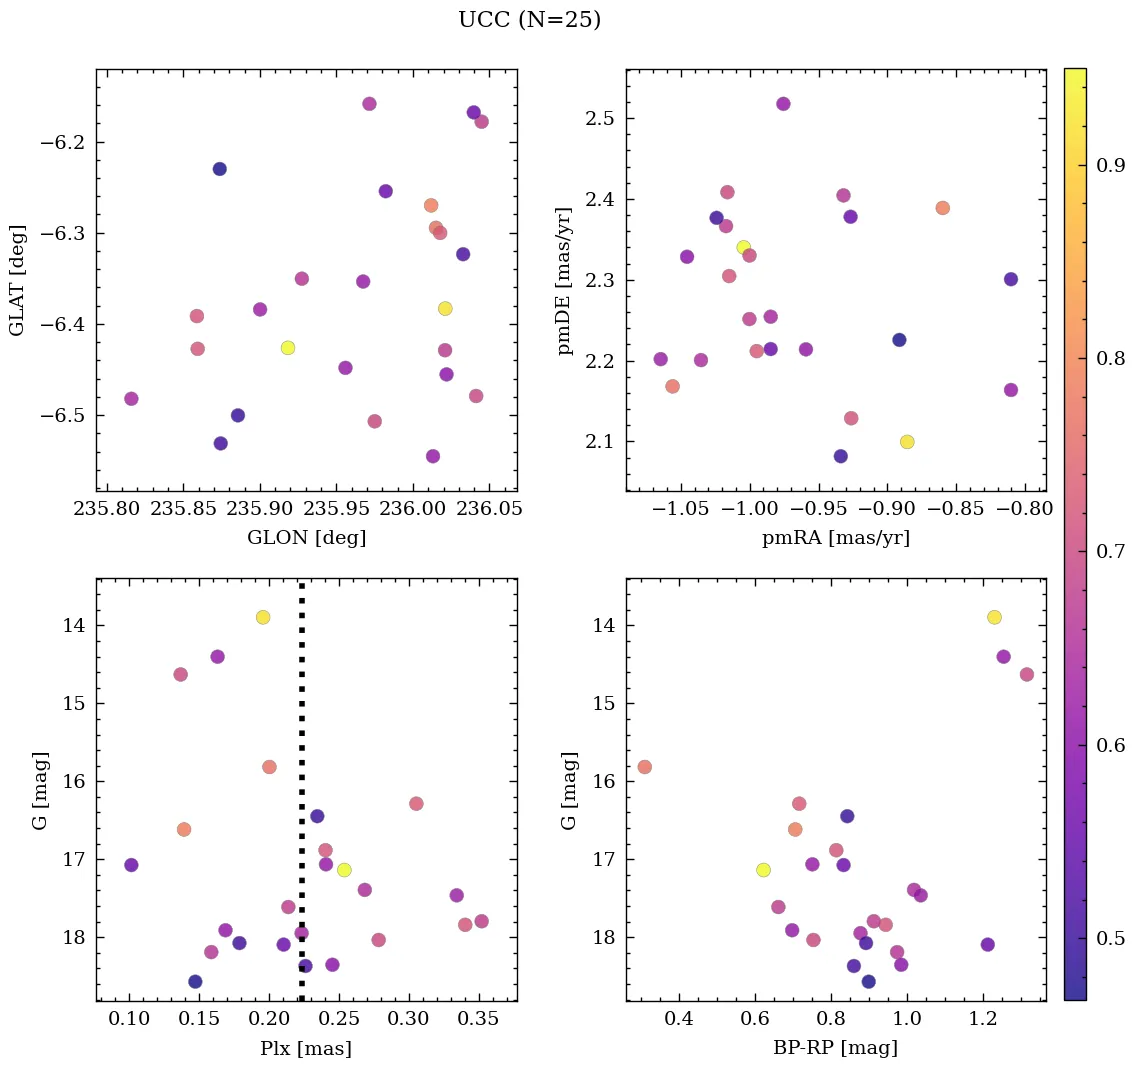 UCC (N=25)
−6.2
−6.3
−6.4
−6.5
GLAT [deg]
235.80 235.85 235.90 235.95 236.00 236.05
GLON [deg]
2.5
2.4
2.3
2.2
2.1
pmDE [mas/yr]
−1.05 −1.00 −0.95 −0.90 −0.85 −0.80
pmRA [mas/yr]
14
15
16
17
18
G [mag]
0.10 0.15 0.20 0.25 0.30 0.35
Plx [mas]
14
15
16
17
18
G [mag]
0.4 0.6 0.8 1.0 1.2
BP-RP [mag]
0.9
0.8
0.7
0.6
0.5